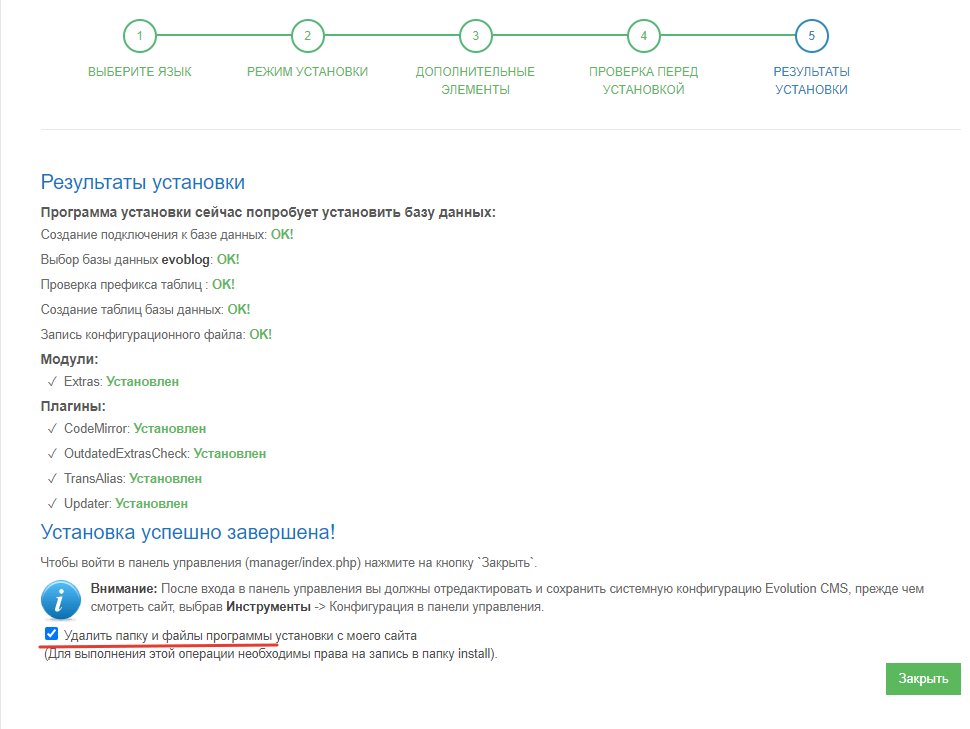 1
2
3
4
5
ВЫБЕРИТЕ ЯЗЫК
РЕЖИМ УСТАНОВКИ
ДОПОЛНИТЕЛЬНЫЕ
ЭЛЕМЕНТЫ
ПРОВЕРКА ПЕРЕД
УСТАНОВКОЙ
РЕЗУЛЬТАТЫ
УСТАНОВКИ
Результаты установки
Программа установки сейчас попробует установить базу данных:
Создание подключения к базе данных: OK!
Выбор базы данных evoblog: OK!
Проверка префикса таблиц : OK!
Создание таблиц базы данных: OK!
Запись конфигурационного файла: OK!
Модули:
✓ Extras: Установлен
Плагины:
✓ CodeMirror: Установлен
✓ OutdatedExtrasCheck: Установлен
✓ TransAlias: Установлен
✓ Updater: Установлен
Установка успешно завершена!
Чтобы войти в панель управления (manager/index.php) нажмите на кнопку `Закрыть`.
i
Внимание: После входа в панель управления вы должны отредактировать и сохранить системную конфигурацию Evolution CMS, прежде чем
смотреть сайт, выбрав Инструменты -> Конфигурация в панели управления.
Удалить папку и файлы программы установки с моего сайта
(Для выполнения этой операции необходимы права на запись в папку install).
Закрыть